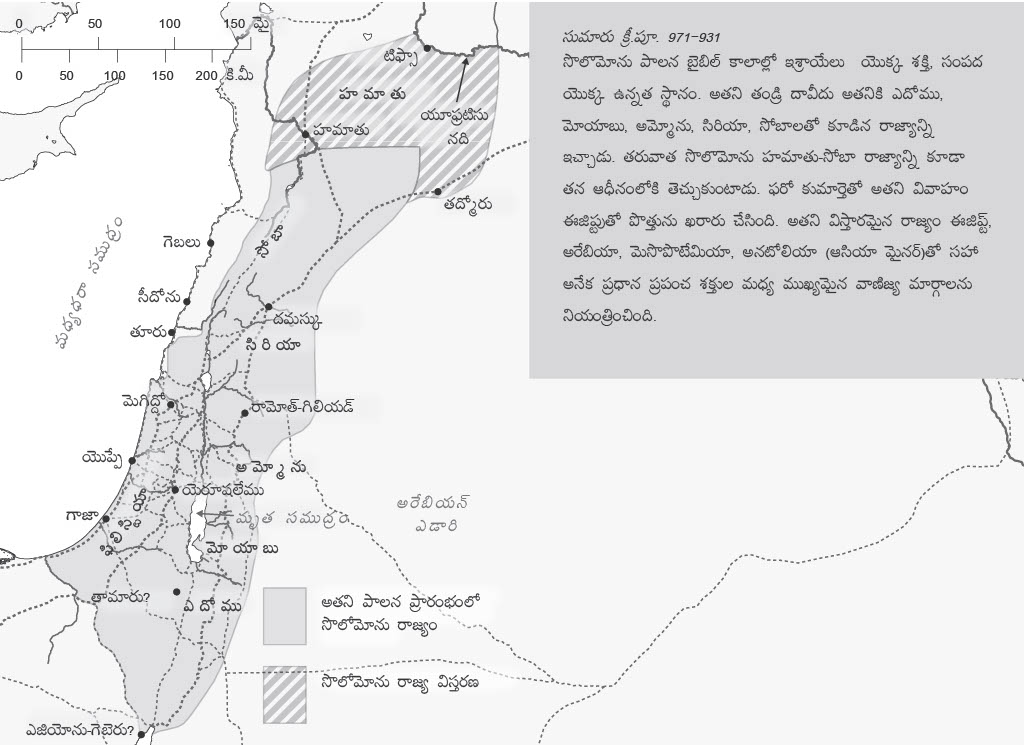 0 50 100 150 మై
0 50 100 150 200 కి.మీ
సుమారు క్రీ.పూ. 971-931
సొలొమోను పాలన బైబిల్ కాలాల్లో ఇశ్రాయేలు యొక్క శక్తి, సంపద
యొక్క ఉన్నత స్థానం. అతని తండ్రి దావీదు అతనికి ఎదోము,
మోయాబు, అమ్మోను, సిరియా, సోబాలతో కూడిన రాజ్యాన్ని
ఇచ్చాడు. తరువాత సొలొమోను హమాతు-సోబా రాజ్యాన్ని కూడా
తన ఆధీనంలోకి తెచ్చుకుంటాడు. ఫరో కుమార్తెతో అతని వివాహం
ఈజిప్టుతో పొత్తును ఖరారు చేసింది. అతని విస్తారమైన రాజ్యం ఈజిప్ట్,
అరేబియా, మెసొపొటేమియా, అనటోలియా (ఆసియా మైనర్)తో సహా
అనేక ప్రధాన ప్రపంచ శక్తుల మధ్య ముఖ్యమైన వాణిజ్య మార్గాలను
నియంత్రించింది.
టిఫ్సా
హ మా తు
యూఫ్రటిసు
నది
హమాతు
తద్మోరు
సోబా
గెబలు
మధ్యధరా సముద్రం
సీదోను
దమస్కు
తూరు
సి రి యా
మెగిద్దో
రామోత్-గిలియడ్
యొప్పే
అ మ్మో ను
యెరూషలేము
గాజా
మృత సముద్రం
అరేబియన్
ఎడారి
మో యా బు
తామారు?
ఎ దో ము
అతని పాలన ప్రారంభంలో
సొలొమోను రాజ్యం
సొలొమోను రాజ్య విస్తరణ
ఎజియోను-గెబెరు?